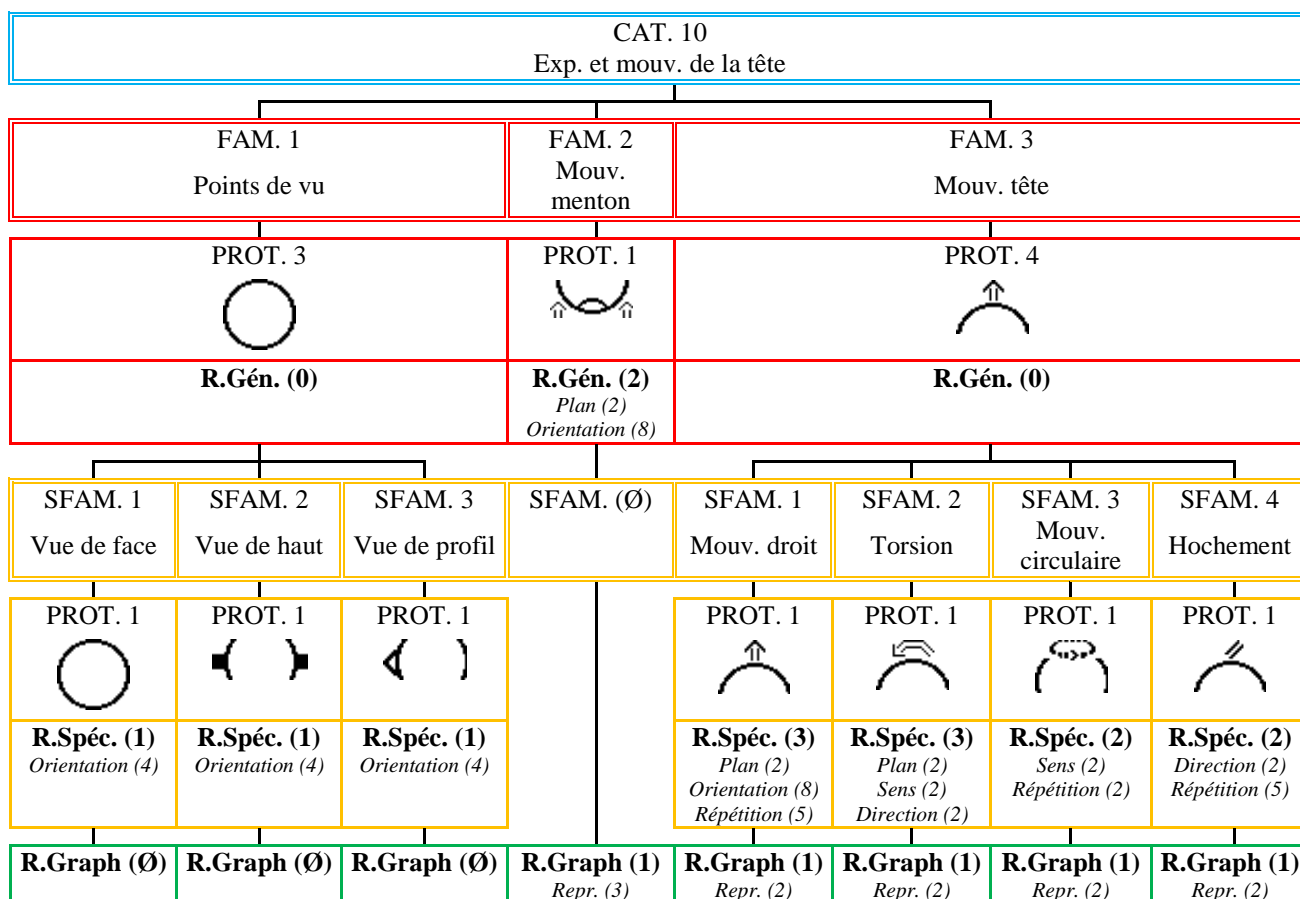 CAT. 10
Exp. et mouv. de la tête
FAM. 1
Points de vu
FAM. 2
Mouv.
menton
FAM. 3
Mouv. tête
PROT. 3
PROT. 1
PROT. 4
R.Gén. (0)
R.Gén. (2)
Plan (2)
Orientation (8)
R.Gén. (0)
SFAM. 1
Vue de face
SFAM. 2
Vue de haut
SFAM. 3
Vue de profil
SFAM. (Ø)
SFAM. 1
Mouv. droit
SFAM. 2
Torsion
SFAM. 3
Mouv.
circulaire
SFAM. 4
Hochement
PROT. 1
PROT. 1
PROT. 1
PROT. 1
PROT. 1
PROT. 1
PROT. 1
R.Spéc. (1)
Orientation (4)
R.Spéc. (1)
Orientation (4)
R.Spéc. (1)
Orientation (4)
R.Spéc. (3)
Plan (2)
Orientation (8)
Répétition (5)
R.Spéc. (3)
Plan (2)
Sens (2)
Direction (2)
R.Spéc. (2)
Sens (2)
Répétition (2)
R.Spéc. (2)
Direction (2)
Répétition (5)
R.Graph (Ø)
R.Graph (Ø)
R.Graph (Ø)
R.Graph (1)
Repr. (3)
R.Graph (1)
Repr. (2)
R.Graph (1)
Repr. (2)
R.Graph (1)
Repr. (2)
R.Graph (1)
Repr. (2)